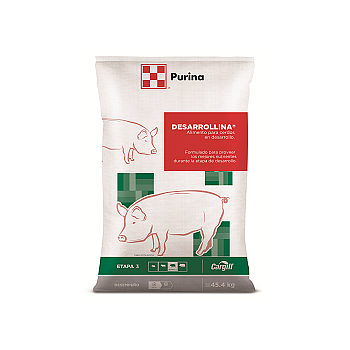 Purina
DESARROLLINA®
Alimento para cerdos
en desarrollo.
Formulado para proveer
los mejores nutrientes
durante la etapa de desarrollo.
ETAPA 3
Cargill
45.4 kg